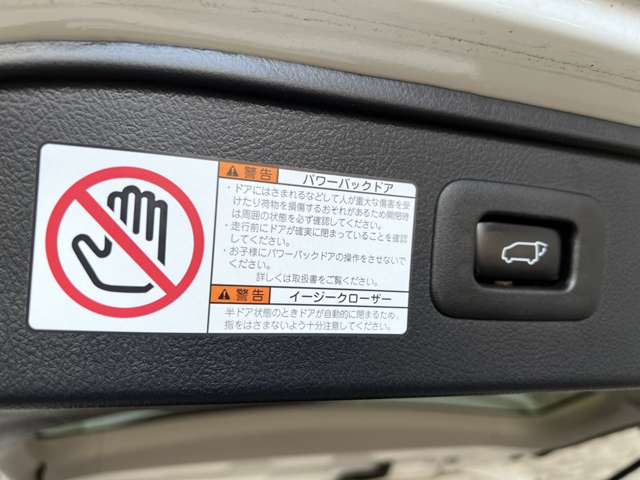 警告 パワーバックドア
・ドアにはさまれるなどして人が重大な傷害を受
けたり荷物を損傷するおそれがあるため開閉時
は周囲の状態を必ず確認してください。
・走行前にドアが確実に閉まっていることを確認
してください。
・お子様にパワーバックドアの操作をさせないで
ください。
詳しくは取扱書をご覧ください。
警告 イージークローザー
半ドア状態のときドアが自動的に閉まるため、
指をはさまないよう十分注意してください。